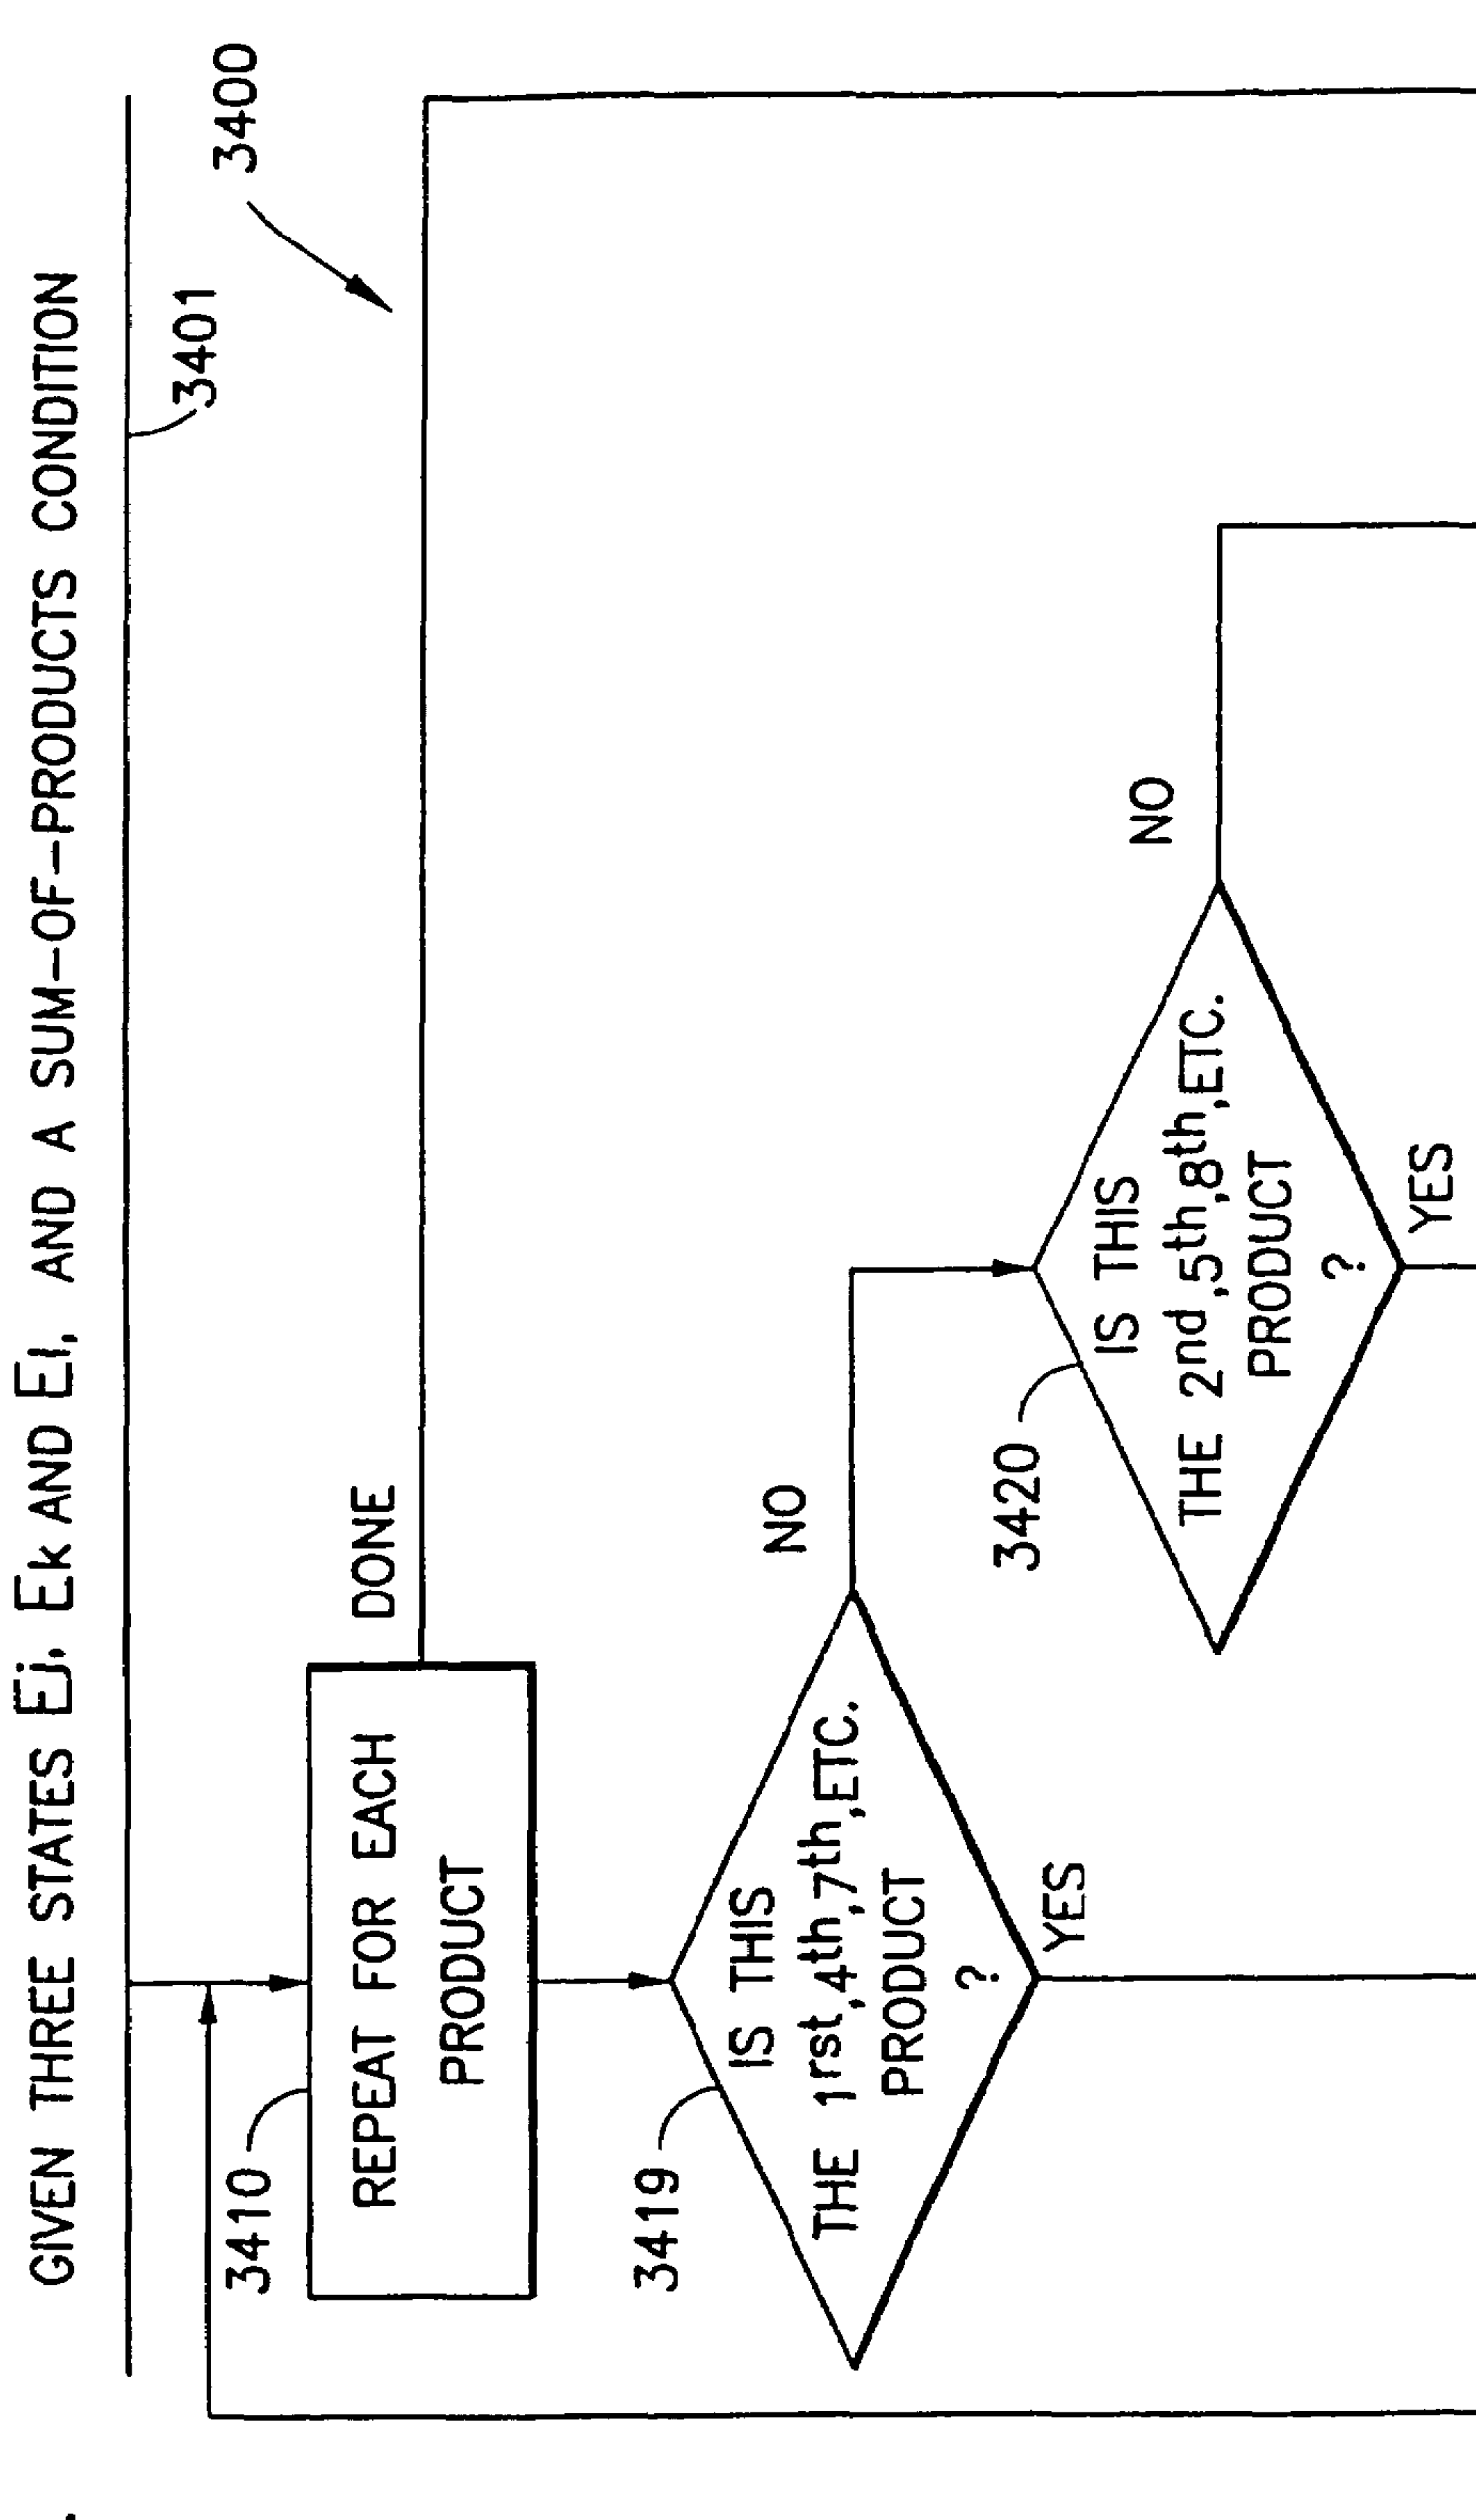 GIVEN THREE STATES Ej, Ek AND Ei, AND A SUM-OF-PRODUCTS CONDITION
3401
3400
3410
REPEAT FOR EACH
PRODUCT
DONE
3419
IS THIS
THE 1rst,4th,7th,ETC.
PRODUCT
?
NO
YES
3420
IS THIS
THE 2nd,5th,8th,ETC.
PRODUCT
?
NO
YES